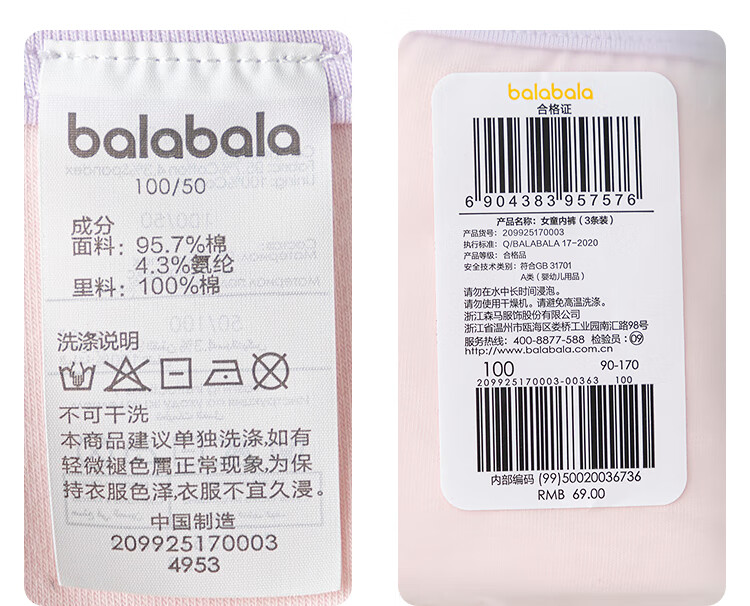 balabala
100/50
成分
面料: 95.7%棉
4.3%氨纶
里料: 100%棉
洗涤说明
不可干洗
本商品建议单独洗涤,如有
轻微褪色属正常现象,为保
持衣服色泽,衣服不宜久浸。
中国制造
209925170003
4953
balabala
合格证
6 904383 957576
产品名称: 女童内裤 (3条装)
产品货号: 209925170003
执行标准: Q/BALABALA 17-2020
产品等级: 合格品
安全技术类别: 符合GB 31701
A类 (婴幼儿用品)
请勿在水中长时间浸泡。
请勿使用干燥机。请避免高温洗涤。
浙江森马服饰股份有限公司
浙江省温州市瓯海区娄桥工业园南汇路98号
服务热线: 400-8877-588 检验员: 09
http://www.balabala.com.cn
100 90-170
209925170003-00363 100
内部编码 (99)50020036736
RMB 69.00